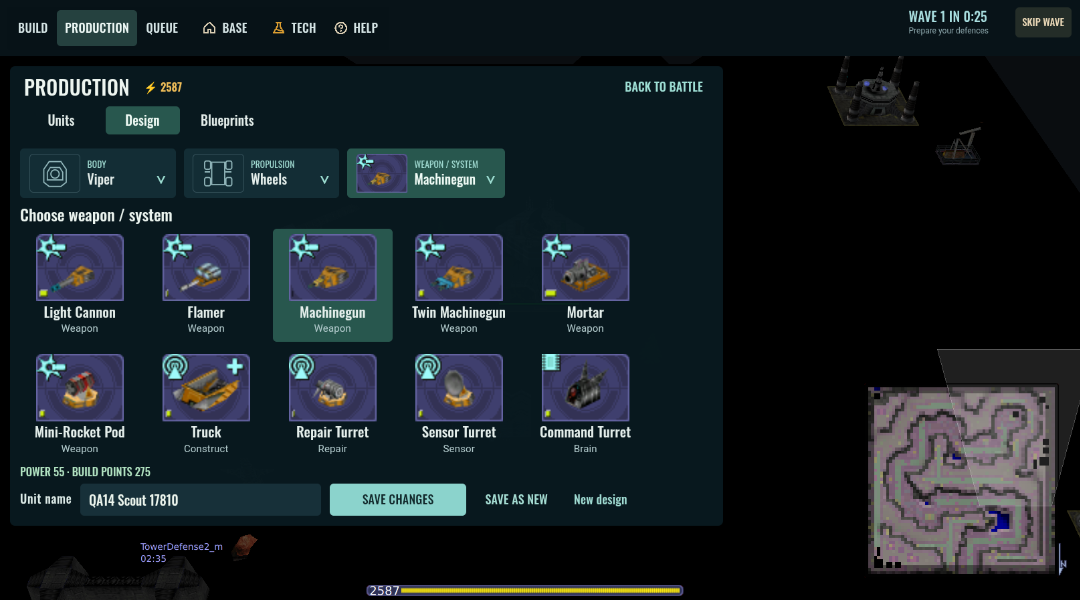 BUILD PRODUCTION QUEUE BASE TECH HELP
WAVE 1 IN 0:25
Prepare your defences
SKIP WAVE
PRODUCTION 2587
BACK TO BATTLE
Units Design Blueprints
BODY
Viper
PROPULSION
Wheels
WEAPON / SYSTEM
Machinegun
Choose weapon / system
Light Cannon
Weapon
Flamer
Weapon
Machinegun
Weapon
Twin Machinegun
Weapon
Mortar
Weapon
Mini-Rocket Pod
Weapon
Truck
Construct
Repair Turret
Repair
Sensor Turret
Sensor
Command Turret
Brain
POWER 55 · BUILD POINTS 275
Unit name QA14 Scout 17810 SAVE CHANGES SAVE AS NEW New design
TowerDefense2_m
02:35
2587
N